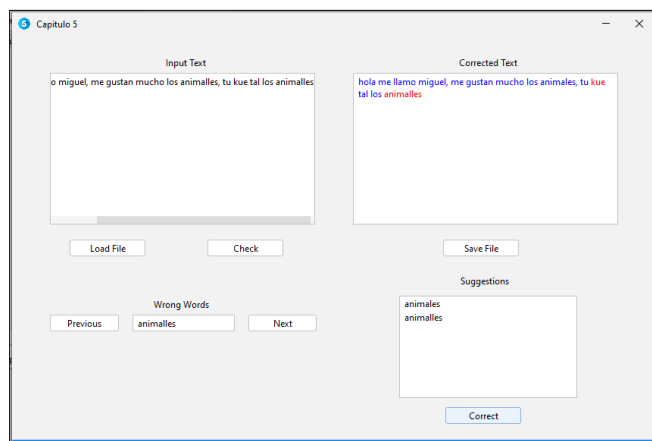 Capitulo 5
Input Text
o miguel, me gustan mucho los animalles, tu kue tal los animalles
Corrected Text
hola me llamo miguel, me gustan mucho los animales, tu kue
tal los animalles
Load File
Check
Save File
Wrong Words
Previous
animalles
Next
Suggestions
animales
animalles
Correct